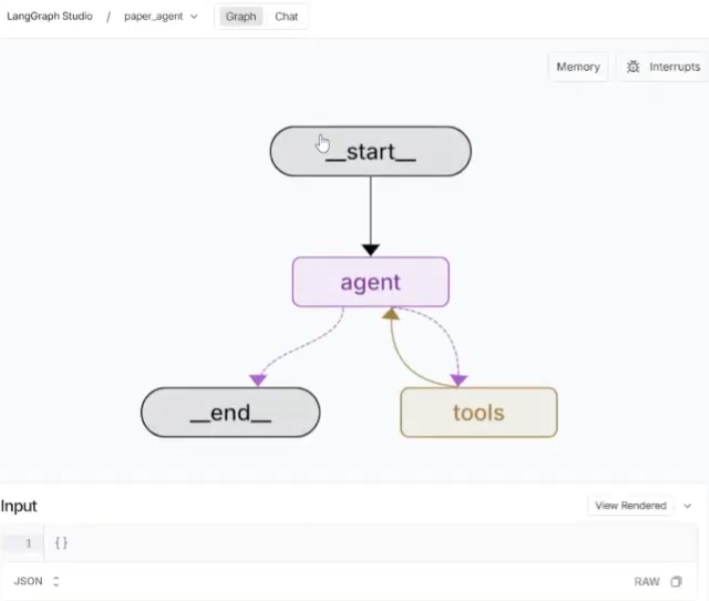 LangGraph Studio / paper_agent Graph Chat
Memory Interrupts
__start__
agent
__end__ tools
Input View Rendered
1 {}
JSON RAW